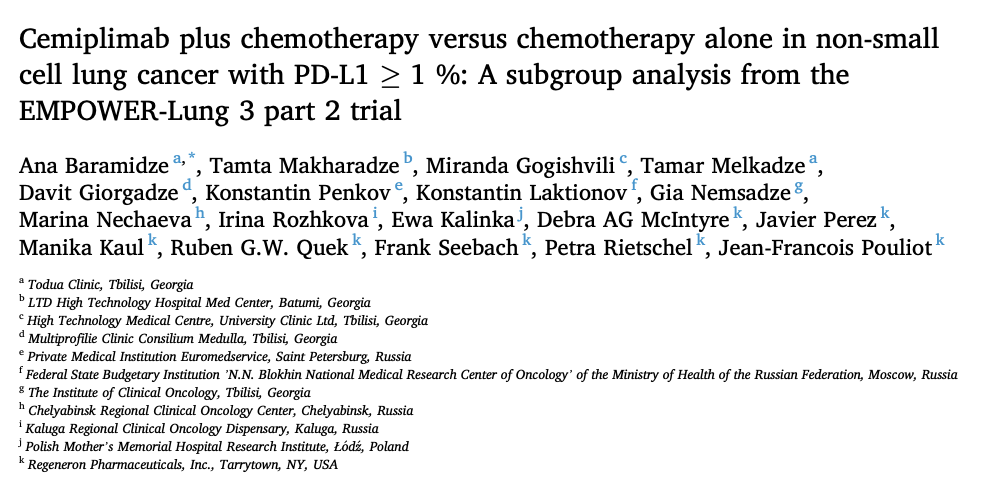 Cemiplimab plus chemotherapy versus chemotherapy alone in non-small
cell lung cancer with PD-L1 ≥ 1 %: A subgroup analysis from the
EMPOWER-Lung 3 part 2 trial
Ana Baramidze a,*, Tamta Makharadze b, Miranda Gogishvili c, Tamar Melkadze a,
Davit Giorgadze d, Konstantin Penkov e, Konstantin Laktionov f, Gia Nemsadze g,
Marina Nechaeva h, Irina Rozhkova i, Ewa Kalinka j, Debra AG McIntyre k, Javier Perez k,
Manika Kaul k, Ruben G.W. Quek k, Frank Seebach k, Petra Rietschel k, Jean-Francois Pouliot k
a Todua Clinic, Tbilisi, Georgia
b LTD High Technology Hospital Med Center, Batumi, Georgia
c High Technology Medical Centre, University Clinic Ltd, Tbilisi, Georgia
d Multiprofilie Clinic Consilium Medulla, Tbilisi, Georgia
e Private Medical Institution Euromedservice, Saint Petersburg, Russia
f Federal State Budgetary Institution 'N.N. Blokhin National Medical Research Center of Oncology' of the Ministry of Health of the Russian Federation, Moscow, Russia
g The Institute of Clinical Oncology, Tbilisi, Georgia
h Chelyabinsk Regional Clinical Oncology Center, Chelyabinsk, Russia
i Kaluga Regional Clinical Oncology Dispensary, Kaluga, Russia
j Polish Mother's Memorial Hospital Research Institute, Łódź, Poland
k Regeneron Pharmaceuticals, Inc., Tarrytown, NY, USA